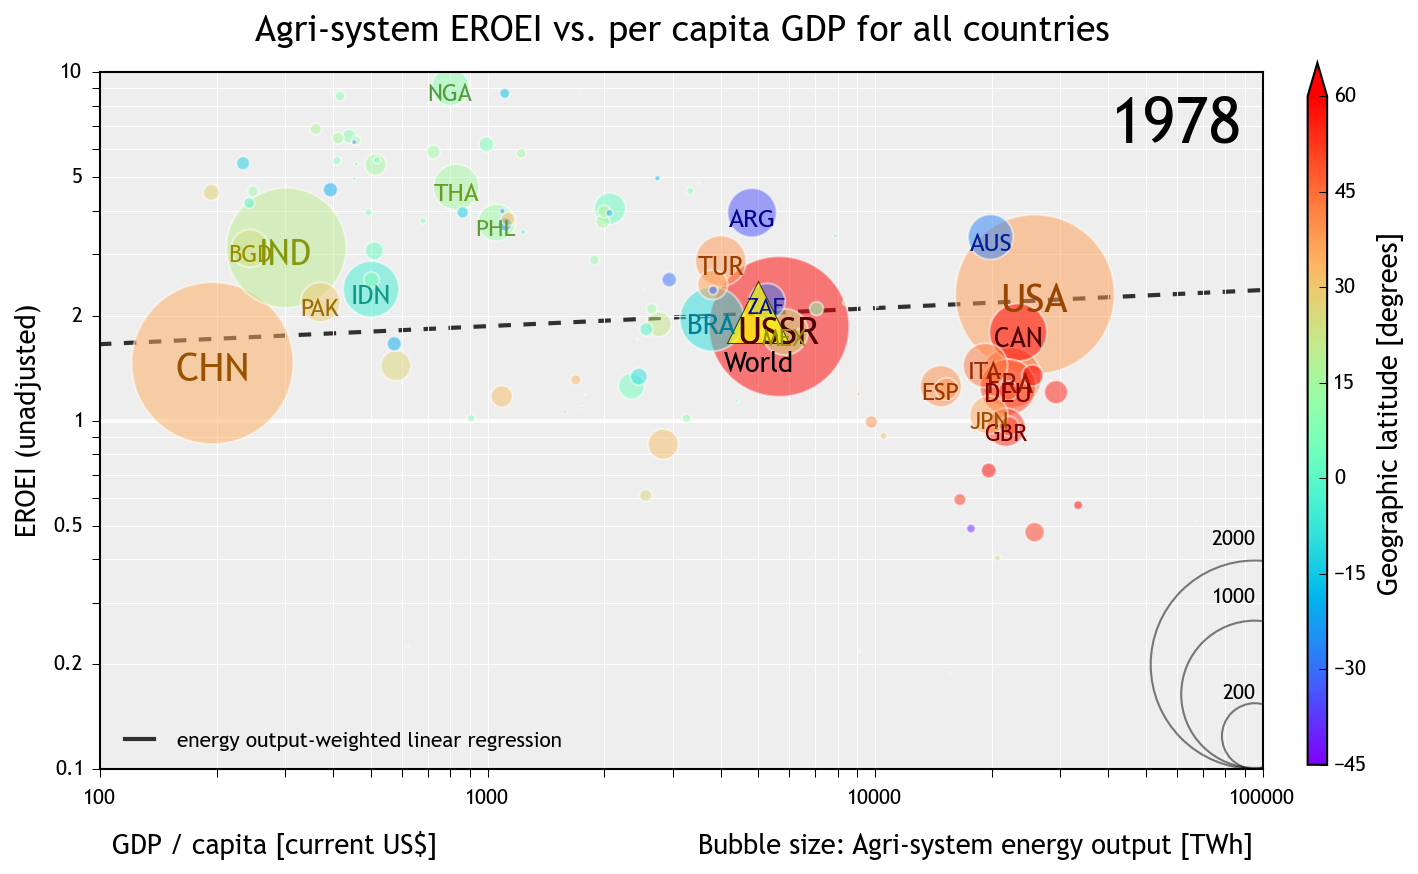 Agri-system EROEI vs. per capita GDP for all countries
1978
10
5
2
1
0.5
0.2
0.1
EROEI (unadjusted)
NGA
THA
PHL
ARG
AUS
BGD
IND
TUR
PAK
IDN
ZAF
USA
BRA
USSR
MEX
CAN
World
CHN
ITA
FRA
ESP
DEU
JPN
GBR
2000
1000
200
energy output-weighted linear regression
100
1000
10000
100000
GDP / capita [current US$]
Bubble size: Agri-system energy output [TWh]
60
45
30
15
0
−15
−30
−45
Geographic latitude [degrees]